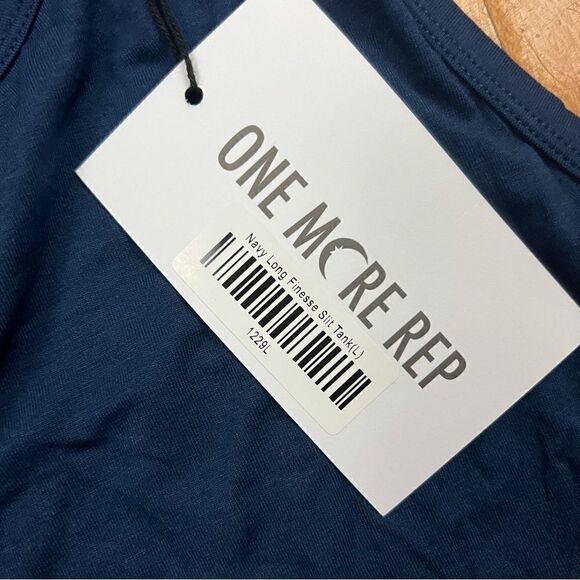 ONE MORE REP
Navy Long Finesse Slit Tank(L)
1229L